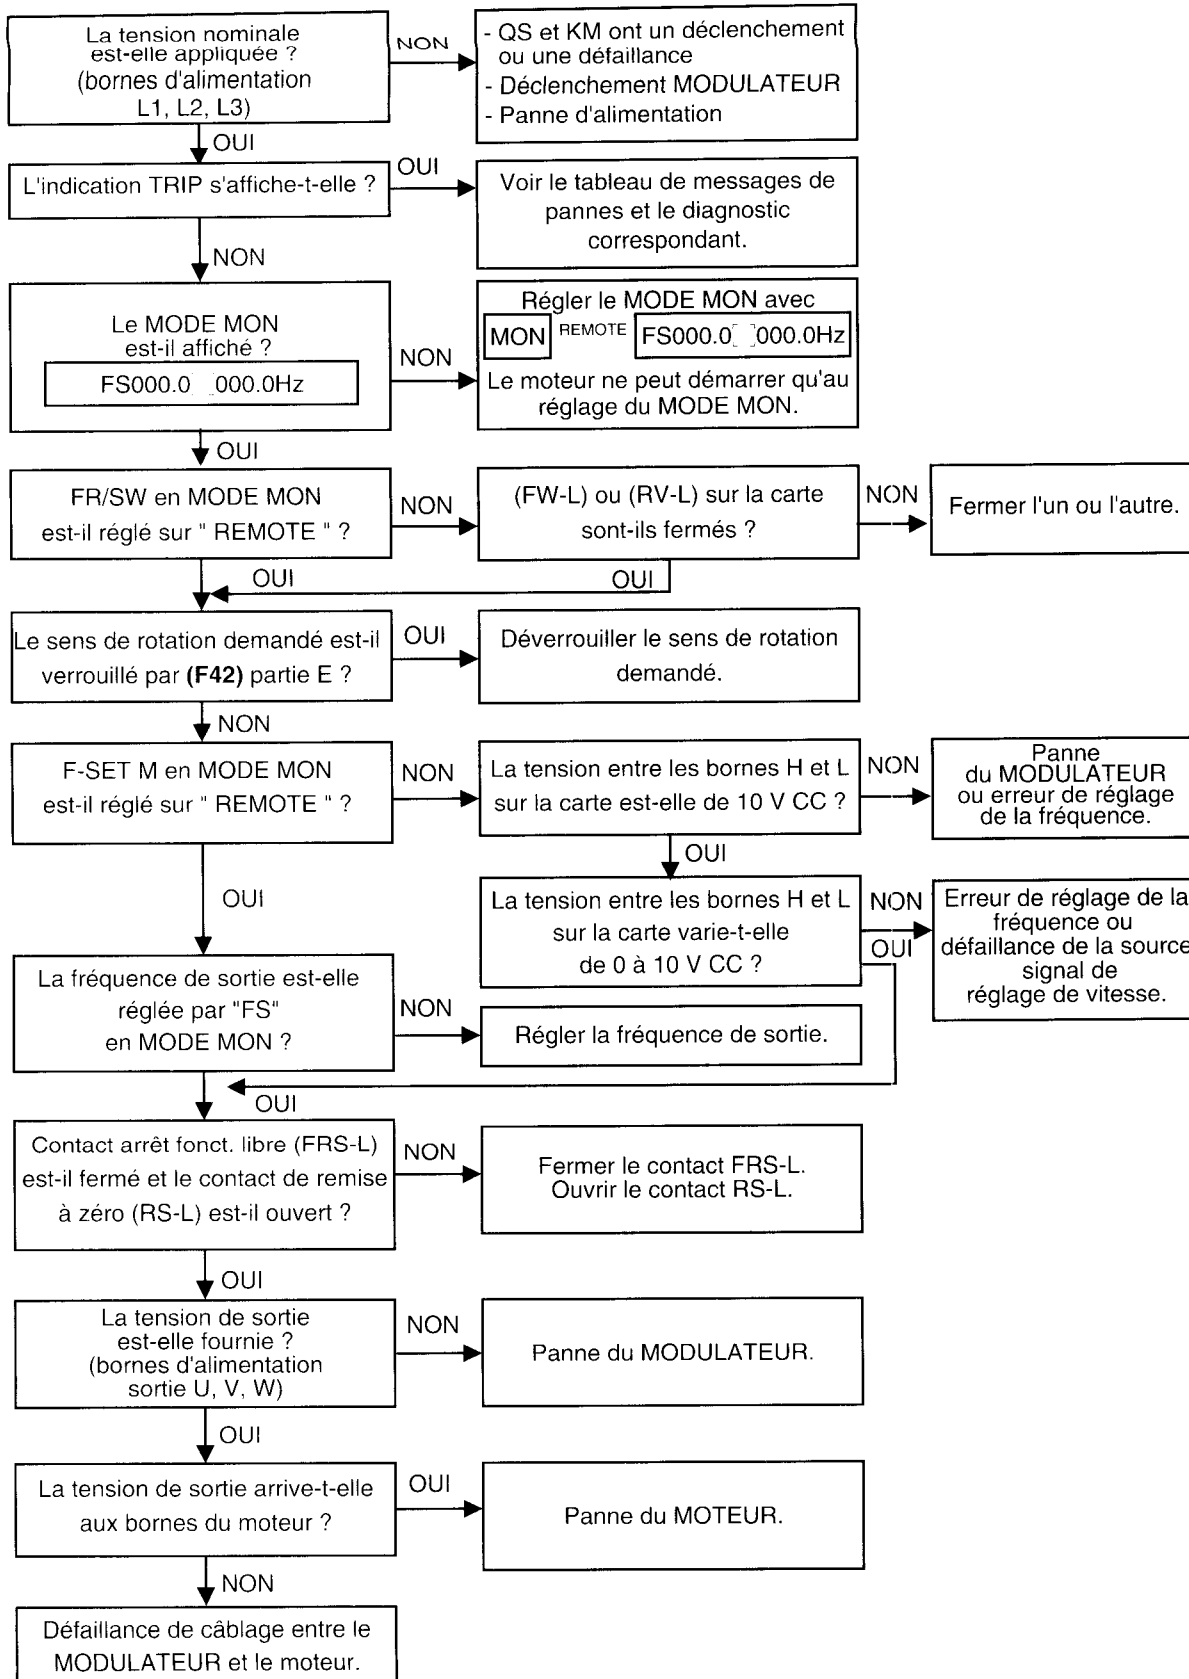 La tension nominale
est-elle appliquée ?
(bornes d'alimentation
L1, L2, L3)
NON
- QS et KM ont un déclenchement
ou une défaillance
- Déclenchement MODULATEUR
- Panne d'alimentation
OUI
L'indication TRIP s'affiche-t-elle ?
OUI
Voir le tableau de messages de
pannes et le diagnostic
correspondant.
NON
Le MODE MON
est-il affiché ?
FS000.0 000.0Hz
NON
Régler le MODE MON avec
MON REMOTE FS000.0 000.0Hz
Le moteur ne peut démarrer qu'au
réglage du MODE MON.
OUI
FR/SW en MODE MON
est-il réglé sur " REMOTE " ?
NON
(FW-L) ou (RV-L) sur la carte
sont-ils fermés ?
NON
Fermer l'un ou l'autre.
OUI
OUI
Le sens de rotation demandé est-il
verrouillé par (F42) partie E ?
OUI
Déverrouiller le sens de rotation
demandé.
NON
F-SET M en MODE MON
est-il réglé sur " REMOTE " ?
NON
La tension entre les bornes H et L
sur la carte est-elle de 10 V CC ?
NON
Panne
du MODULATEUR
ou erreur de réglage
de la fréquence.
OUI
OUI
La tension entre les bornes H et L
sur la carte varie-t-elle
de 0 à 10 V CC ?
NON
OUI
Erreur de réglage de la
fréquence ou
défaillance de la source
signal de
réglage de vitesse.
La fréquence de sortie est-elle
réglée par "FS"
en MODE MON ?
NON
Régler la fréquence de sortie.
OUI
Contact arrêt fonct. libre (FRS-L)
est-il fermé et le contact de remise
à zéro (RS-L) est-il ouvert ?
NON
Fermer le contact FRS-L.
Ouvrir le contact RS-L.
OUI
La tension de sortie
est-elle fournie ?
(bornes d'alimentation
sortie U, V, W)
NON
Panne du MODULATEUR.
OUI
La tension de sortie arrive-t-elle
aux bornes du moteur ?
OUI
Panne du MOTEUR.
NON
Défaillance de câblage entre le
MODULATEUR et le moteur.